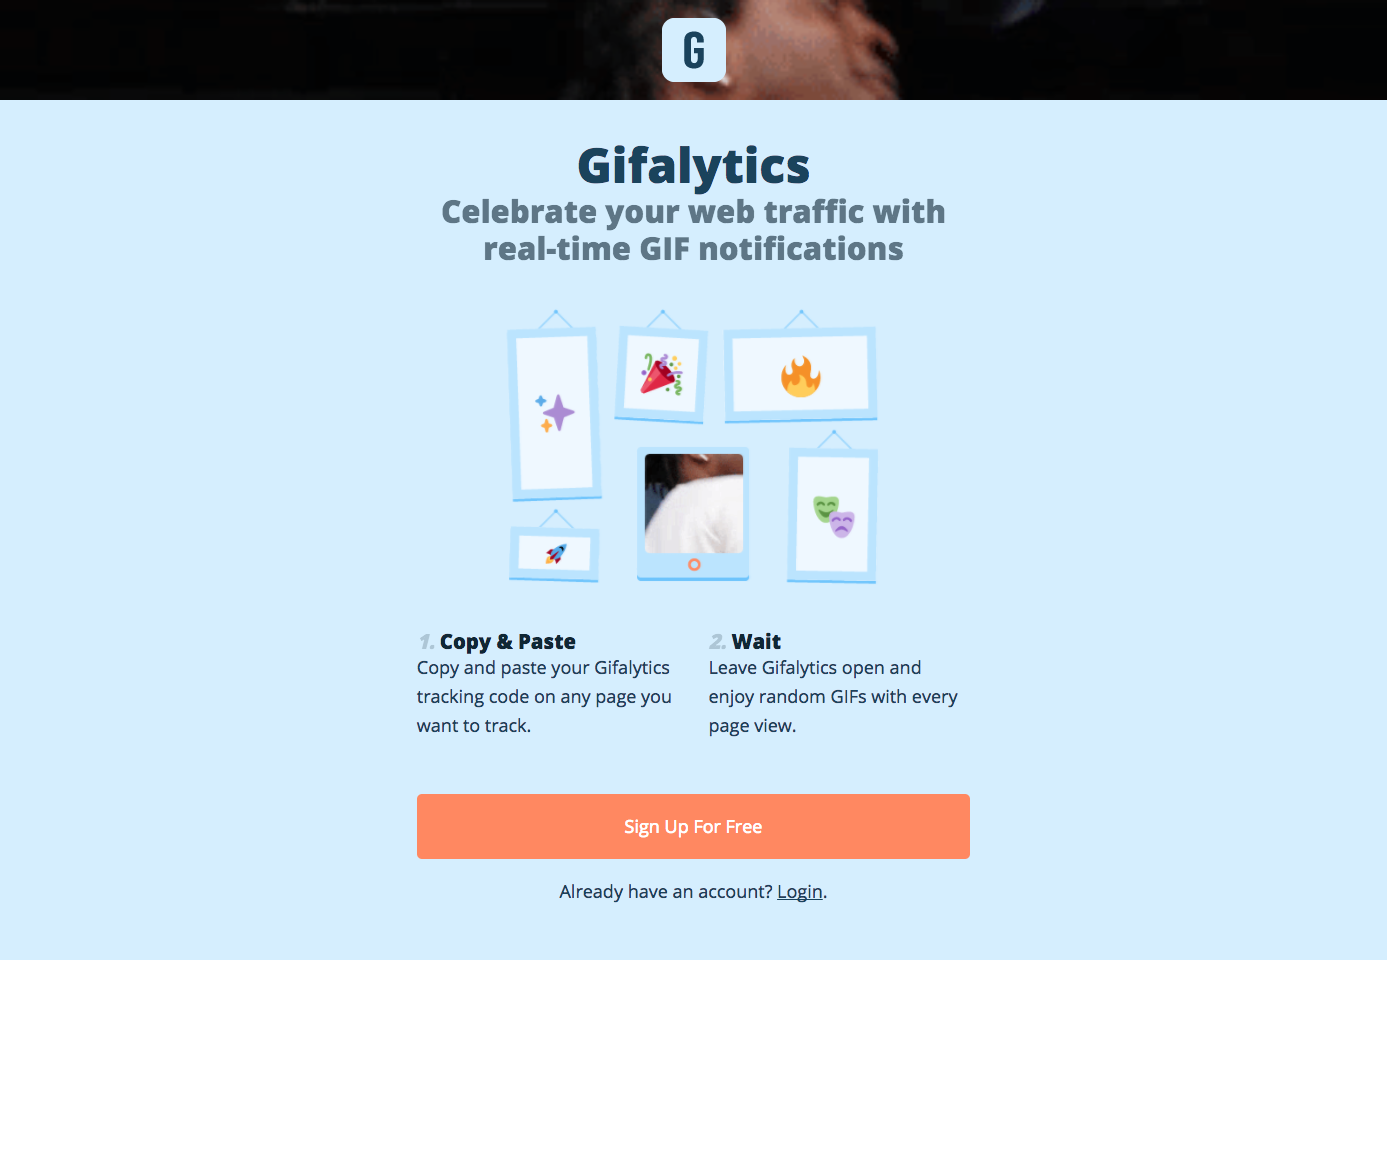 G
Gifalytics
Celebrate your web traffic with
real-time GIF notifications
1. Copy & Paste
Copy and paste your Gifalytics
tracking code on any page you
want to track.
2. Wait
Leave Gifalytics open and
enjoy random GIFs with every
page view.
Sign Up For Free
Already have an account? Login.